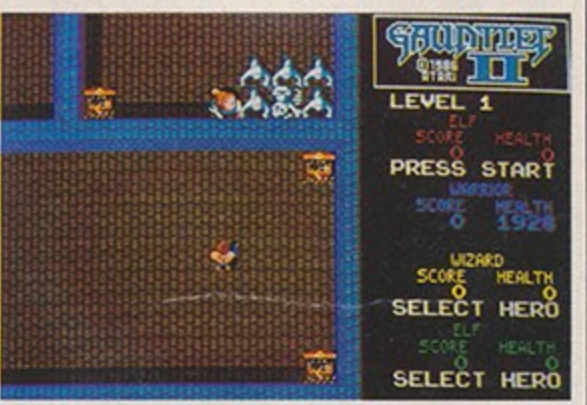 GAUNTLET
II
© 1986
ATARI
LEVEL 1
ELF
SCORE HEALTH
0 0
PRESS START
WARRIOR
SCORE HEALTH
0 1928
WIZARD
SCORE HEALTH
0 0
SELECT HERO
ELF
SCORE HEALTH
0 0
SELECT HERO